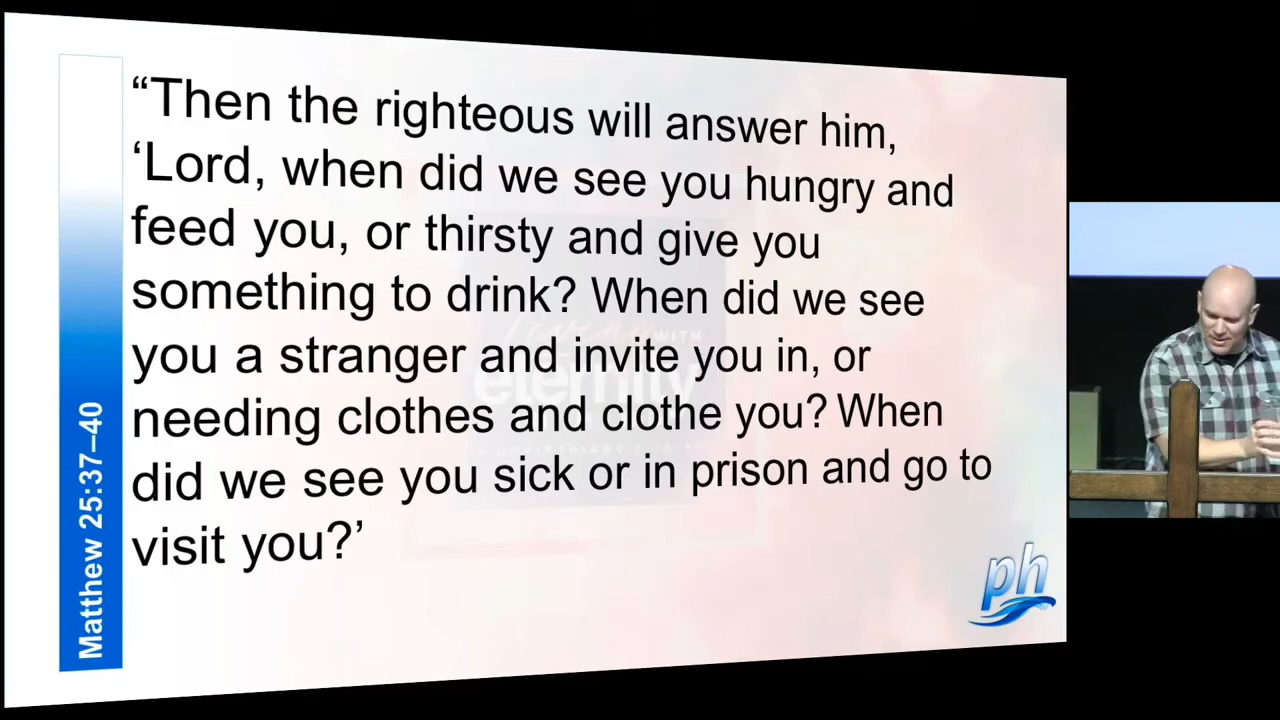 “Then the righteous will answer him,
‘Lord, when did we see you hungry and
feed you, or thirsty and give you
something to drink? When did we see
you a stranger and invite you in, or
needing clothes and clothe you? When
did we see you sick or in prison and go to
visit you?’
Matthew 25:37–40
WITH
eternity
ph